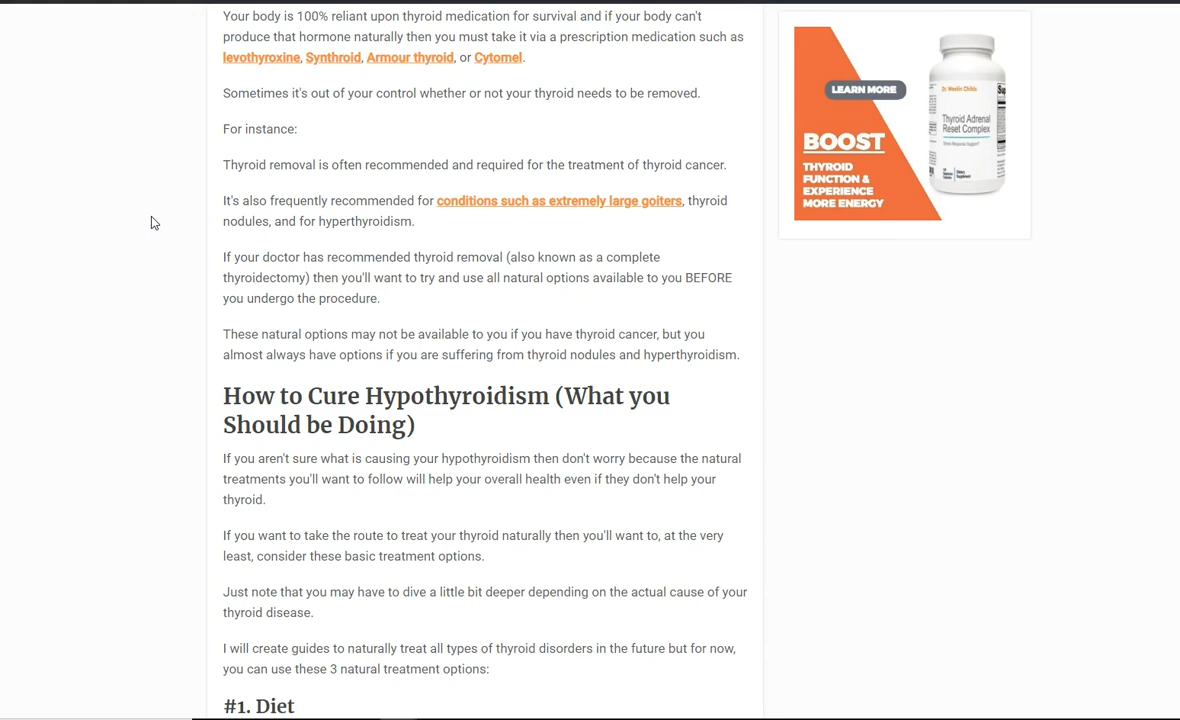 Your body is 100% reliant upon thyroid medication for survival and if your body can't
produce that hormone naturally then you must take it via a prescription medication such as
levothyroxine, Synthroid, Armour thyroid, or Cytomel.
Sometimes it's out of your control whether or not your thyroid needs to be removed.
For instance:
Thyroid removal is often recommended and required for the treatment of thyroid cancer.
It's also frequently recommended for conditions such as extremely large goiters, thyroid
nodules, and for hyperthyroidism.
If your doctor has recommended thyroid removal (also known as a complete
thyroidectomy) then you'll want to try and use all natural options available to you BEFORE
you undergo the procedure.
These natural options may not be available to you if you have thyroid cancer, but you
almost always have options if you are suffering from thyroid nodules and hyperthyroidism.
How to Cure Hypothyroidism (What you
Should be Doing)
If you aren't sure what is causing your hypothyroidism then don't worry because the natural
treatments you'll want to follow will help your overall health even if they don't help your
thyroid.
If you want to take the route to treat your thyroid naturally then you'll want to, at the very
least, consider these basic treatment options.
Just note that you may have to dive a little bit deeper depending on the actual cause of your
thyroid disease.
I will create guides to naturally treat all types of thyroid disorders in the future but for now,
you can use these 3 natural treatment options:
#1. Diet
LEARN MORE
BOOST
THYROID
FUNCTION &
EXPERIENCE
MORE ENERGY
Dr. Westin Childs
Thyroid Adrenal
Reset Complex